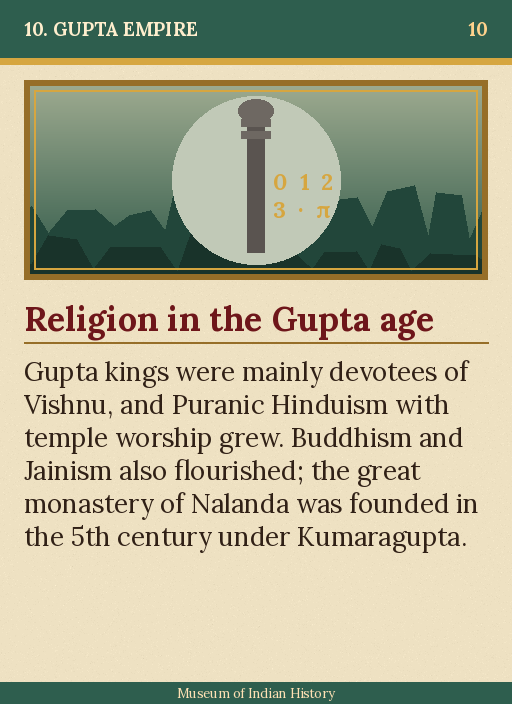 10. GUPTA EMPIRE 10
0 1 2
3 · π
Religion in the Gupta age
Gupta kings were mainly devotees of
Vishnu, and Puranic Hinduism with
temple worship grew. Buddhism and
Jainism also flourished; the great
monastery of Nalanda was founded in
the 5th century under Kumaragupta.
Museum of Indian History